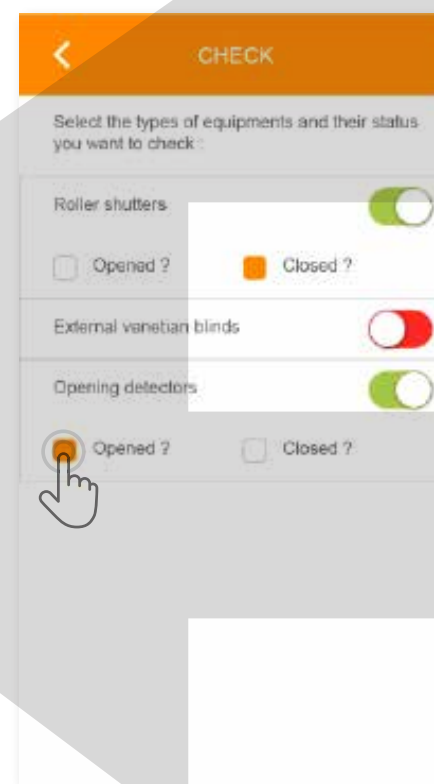 CHECK
Select the types of equipments and their status
you want to check :
Roller shutters
Opened ?
Closed ?
External venetian blinds
Opening detectors
Opened ?
Closed ?